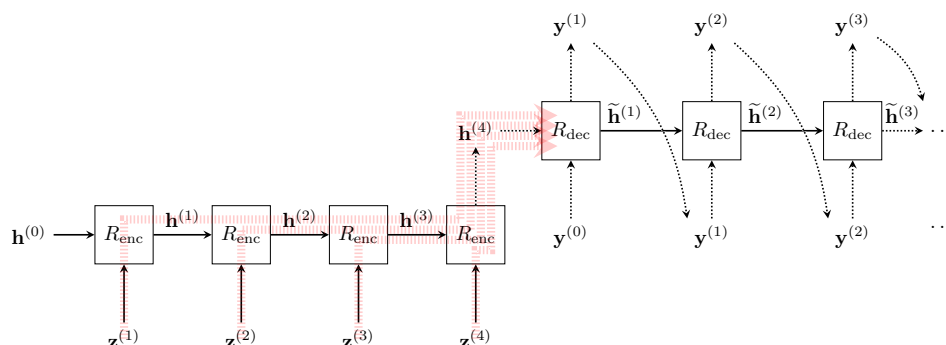 y⁽¹⁾ y⁽²⁾ y⁽³⁾
h⁽⁴⁾ R_dec h̃⁽¹⁾ R_dec h̃⁽²⁾ R_dec h̃⁽³⁾ ..
h⁽⁰⁾ R_enc h⁽¹⁾ R_enc h⁽²⁾ R_enc h⁽³⁾ R_enc y⁽⁰⁾ y⁽¹⁾ y⁽²⁾ ..
z⁽¹⁾ z⁽²⁾ z⁽³⁾ z⁽⁴⁾